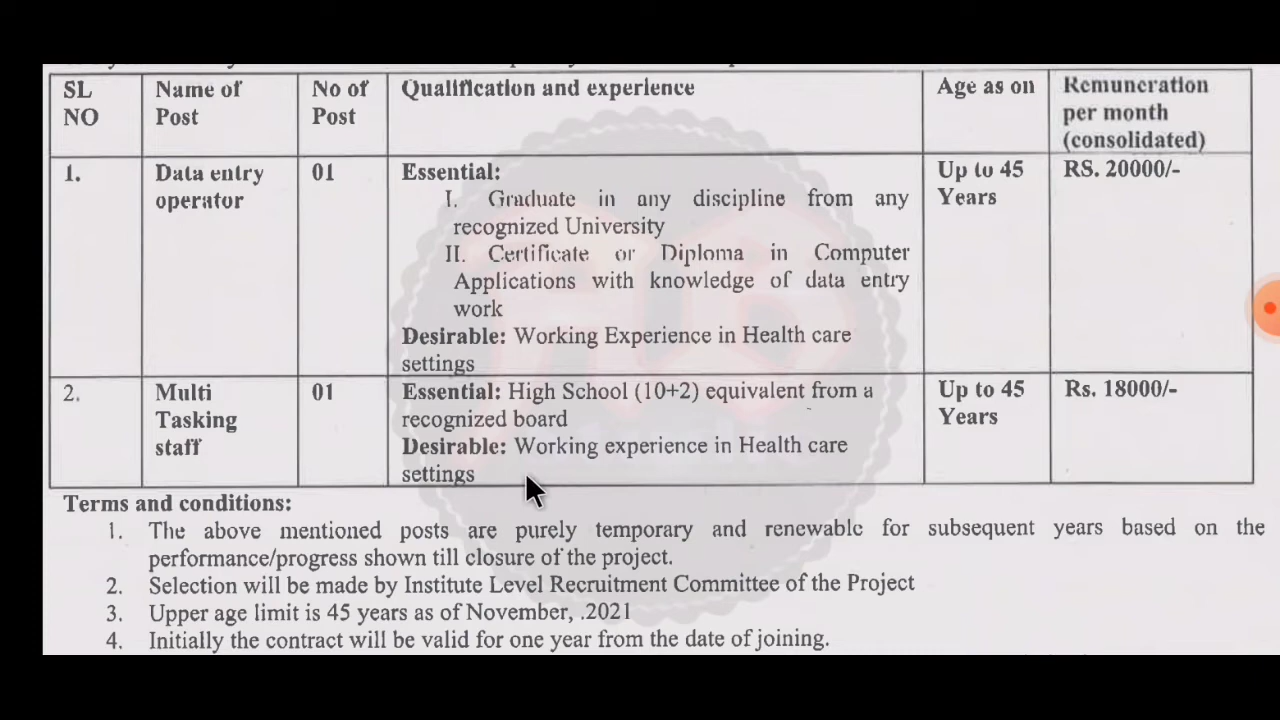 SL NO
Name of Post
No of Post
Qualification and experience
Age as on
Remuneration per month (consolidated)
1.
Data entry operator
01
Essential:
I. Graduate in any discipline from any
recognized University
II. Certificate or Diploma in Computer
Applications with knowledge of data entry
work
Desirable: Working Experience in Health care
settings
Up to 45 Years
RS. 20000/-
2.
Multi Tasking staff
01
Essential: High School (10+2) equivalent from a
recognized board
Desirable: Working experience in Health care
settings
Up to 45 Years
Rs. 18000/-
Terms and conditions:
1. The above mentioned posts are purely temporary and renewable for subsequent years based on the
performance/progress shown till closure of the project.
2. Selection will be made by Institute Level Recruitment Committee of the Project
3. Upper age limit is 45 years as of November, .2021
4. Initially the contract will be valid for one year from the date of joining.